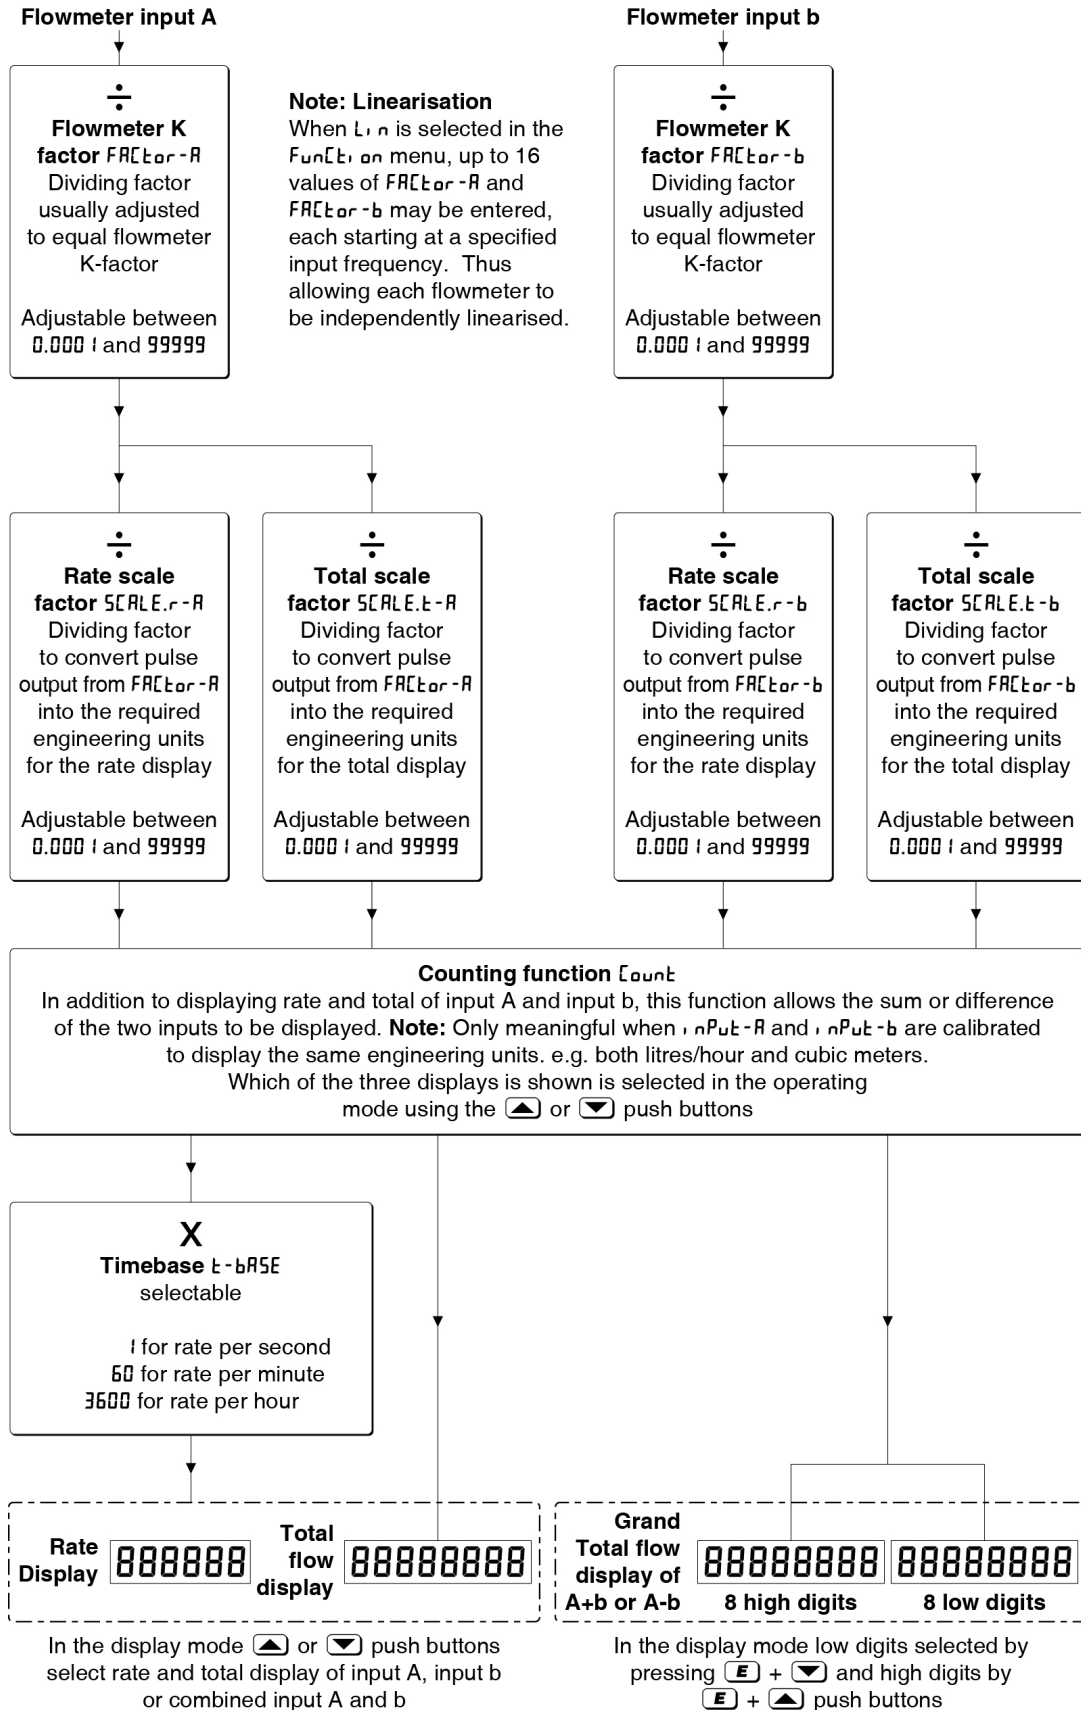 Flowmeter input A
Flowmeter input b
÷
Flowmeter K
factor FACtor-A
Dividing factor
usually adjusted
to equal flowmeter
K-factor
Adjustable between
0.0001 and 99999
Note: Linearisation
When Lin is selected in the
FunCtion menu, up to 16
values of FACtor-A and
FACtor-b may be entered,
each starting at a specified
input frequency. Thus
allowing each flowmeter to
be independently linearised.
÷
Flowmeter K
factor FACtor-b
Dividing factor
usually adjusted
to equal flowmeter
K-factor
Adjustable between
0.0001 and 99999
÷
Rate scale
factor SCALE.r-A
Dividing factor
to convert pulse
output from FACtor-A
into the required
engineering units
for the rate display
Adjustable between
0.0001 and 99999
÷
Total scale
factor SCALE.t-A
Dividing factor
to convert pulse
output from FACtor-A
into the required
engineering units
for the total display
Adjustable between
0.0001 and 99999
÷
Rate scale
factor SCALE.r-b
Dividing factor
to convert pulse
output from FACtor-b
into the required
engineering units
for the rate display
Adjustable between
0.0001 and 99999
÷
Total scale
factor SCALE.t-b
Dividing factor
to convert pulse
output from FACtor-b
into the required
engineering units
for the total display
Adjustable between
0.0001 and 99999
Counting function Count
In addition to displaying rate and total of input A and input b, this function allows the sum or difference
of the two inputs to be displayed. Note: Only meaningful when inPut-A and inPut-b are calibrated
to display the same engineering units. e.g. both litres/hour and cubic meters.
Which of the three displays is shown is selected in the operating
mode using the ▲ or ▼ push buttons
X
Timebase t-bASE
selectable
1 for rate per second
60 for rate per minute
3600 for rate per hour
Rate
Display
888888
Total
flow
display
88888888
Grand
Total flow
display of
A+b or A-b
88888888
8 high digits
88888888
8 low digits
In the display mode ▲ or ▼ push buttons
select rate and total display of input A, input b
or combined input A and b
In the display mode low digits selected by
pressing E + ▼ and high digits by
E + ▲ push buttons